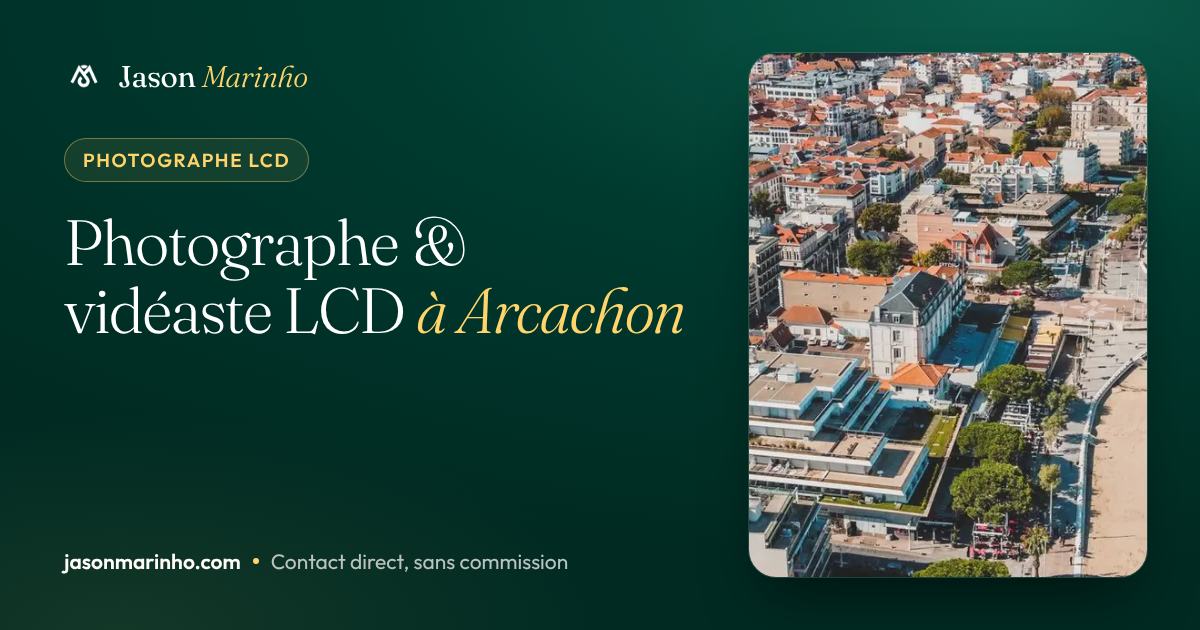 Jason Marinho
PHOTOGRAPHE LCD
Photographe &
vidéaste LCD à Arcachon
jasonmarinho.com • Contact direct, sans commission